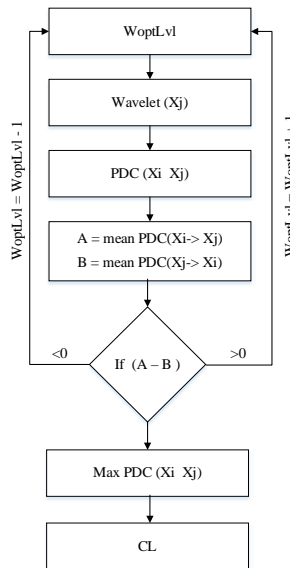 WoptLvl
Wavelet (Xj)
PDC (Xi Xj)
A = mean PDC(Xi-> Xj)
B = mean PDC(Xj-> Xi)
If (A – B )
<0
>0
WoptLvl = WoptLvl - 1
Max PDC (Xi Xj)
CL